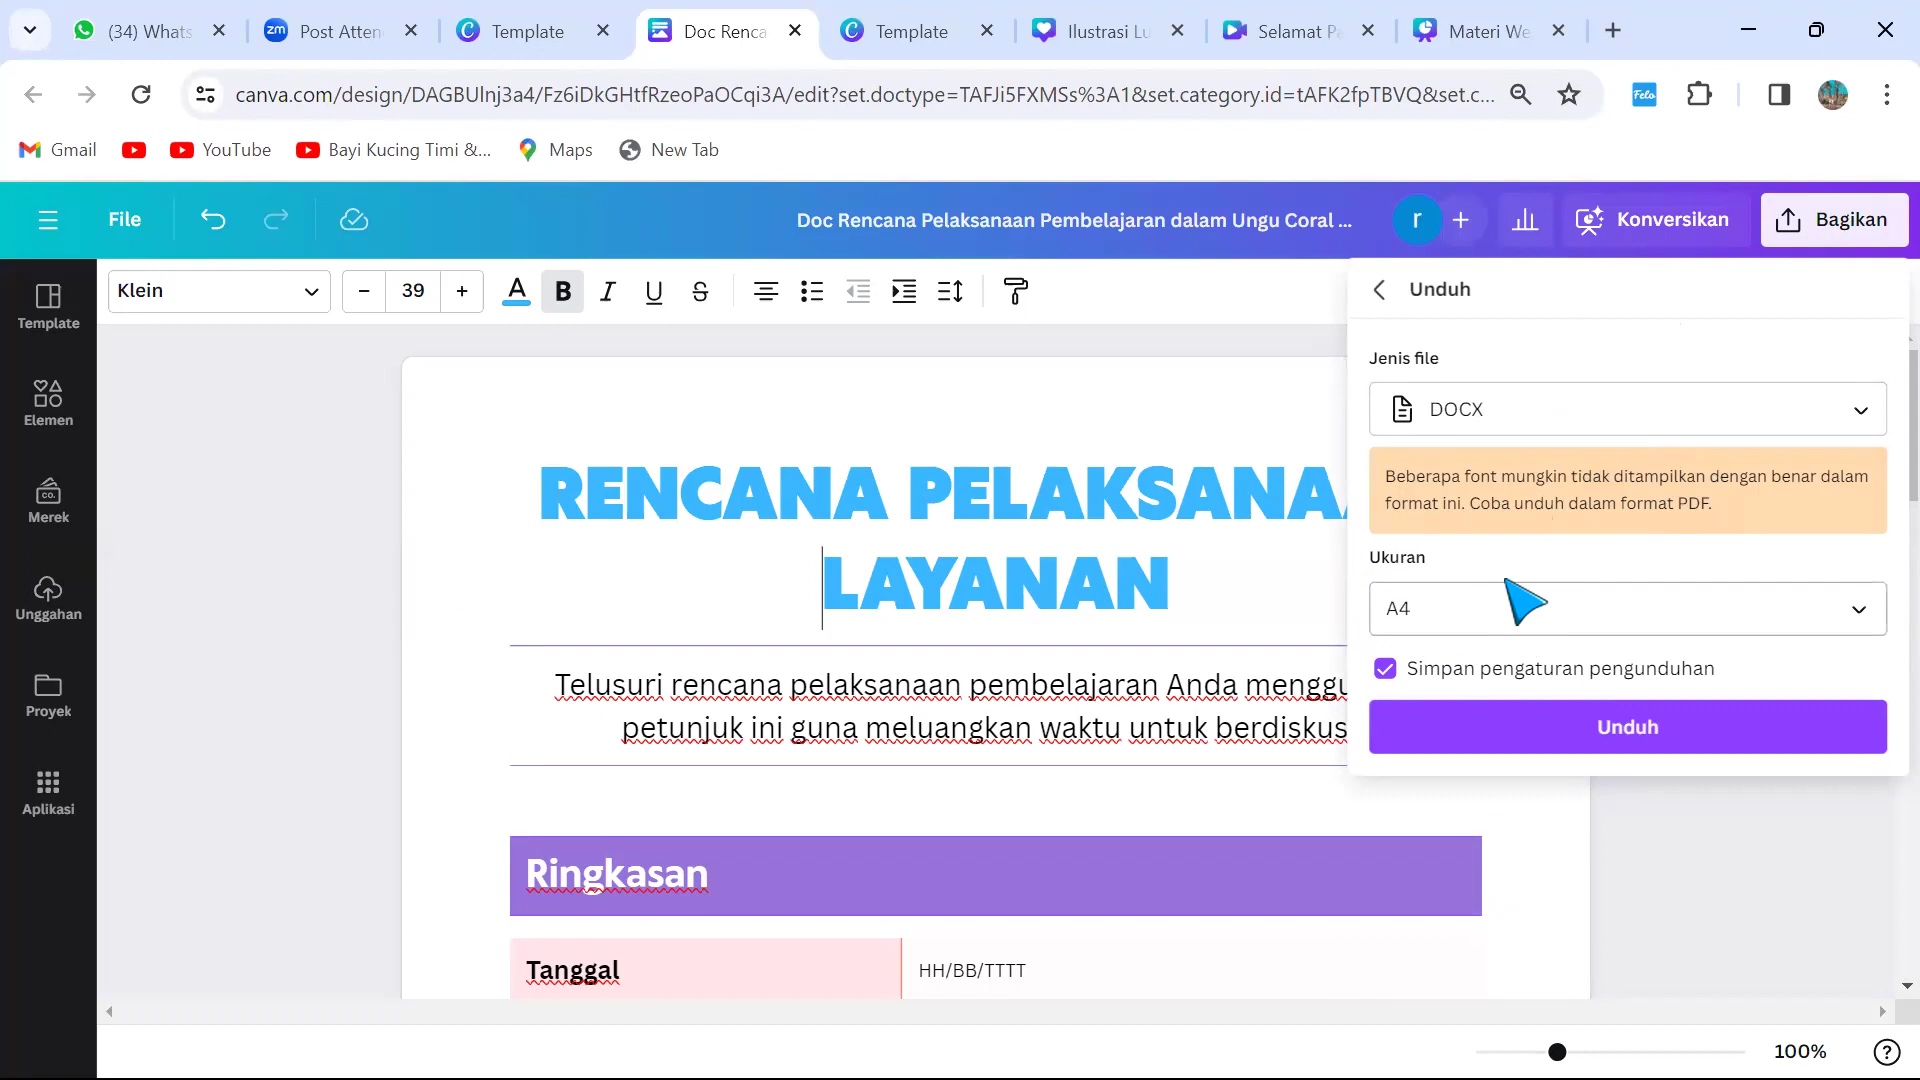 (34) Whats
zm Post Atten
Template
Doc Renca
Template
Ilustrasi Lu
Selamat Pa
Materi We
canva.com/design/DAGBUlnj3a4/Fz6iDkGHtfRzeoPaOCqi3A/edit?set.doctype=TAFJi5FXMSs%3A1&set.category.id=tAFK2fpTBVQ&set.c...
Felo
Gmail
YouTube
Bayi Kucing Timi &...
Maps
New Tab
File
Doc Rencana Pelaksanaan Pembelajaran dalam Ungu Coral ...
r
Konversikan
Bagikan
Klein
39
A
B
I
U
S
Template
Elemen
CO.
Merek
Unggahan
Proyek
Aplikasi
Unduh
Jenis file
DOCX
Beberapa font mungkin tidak ditampilkan dengan benar dalam
format ini. Coba unduh dalam format PDF.
Ukuran
A4
Simpan pengaturan pengunduhan
Unduh
RENCANA PELAKSANA
LAYANAN
Telusuri rencana pelaksanaan pembelajaran Anda menggu
petunjuk ini guna meluangkan waktu untuk berdiskus
Ringkasan
Tanggal
HH/BB/TTTT
100%
?